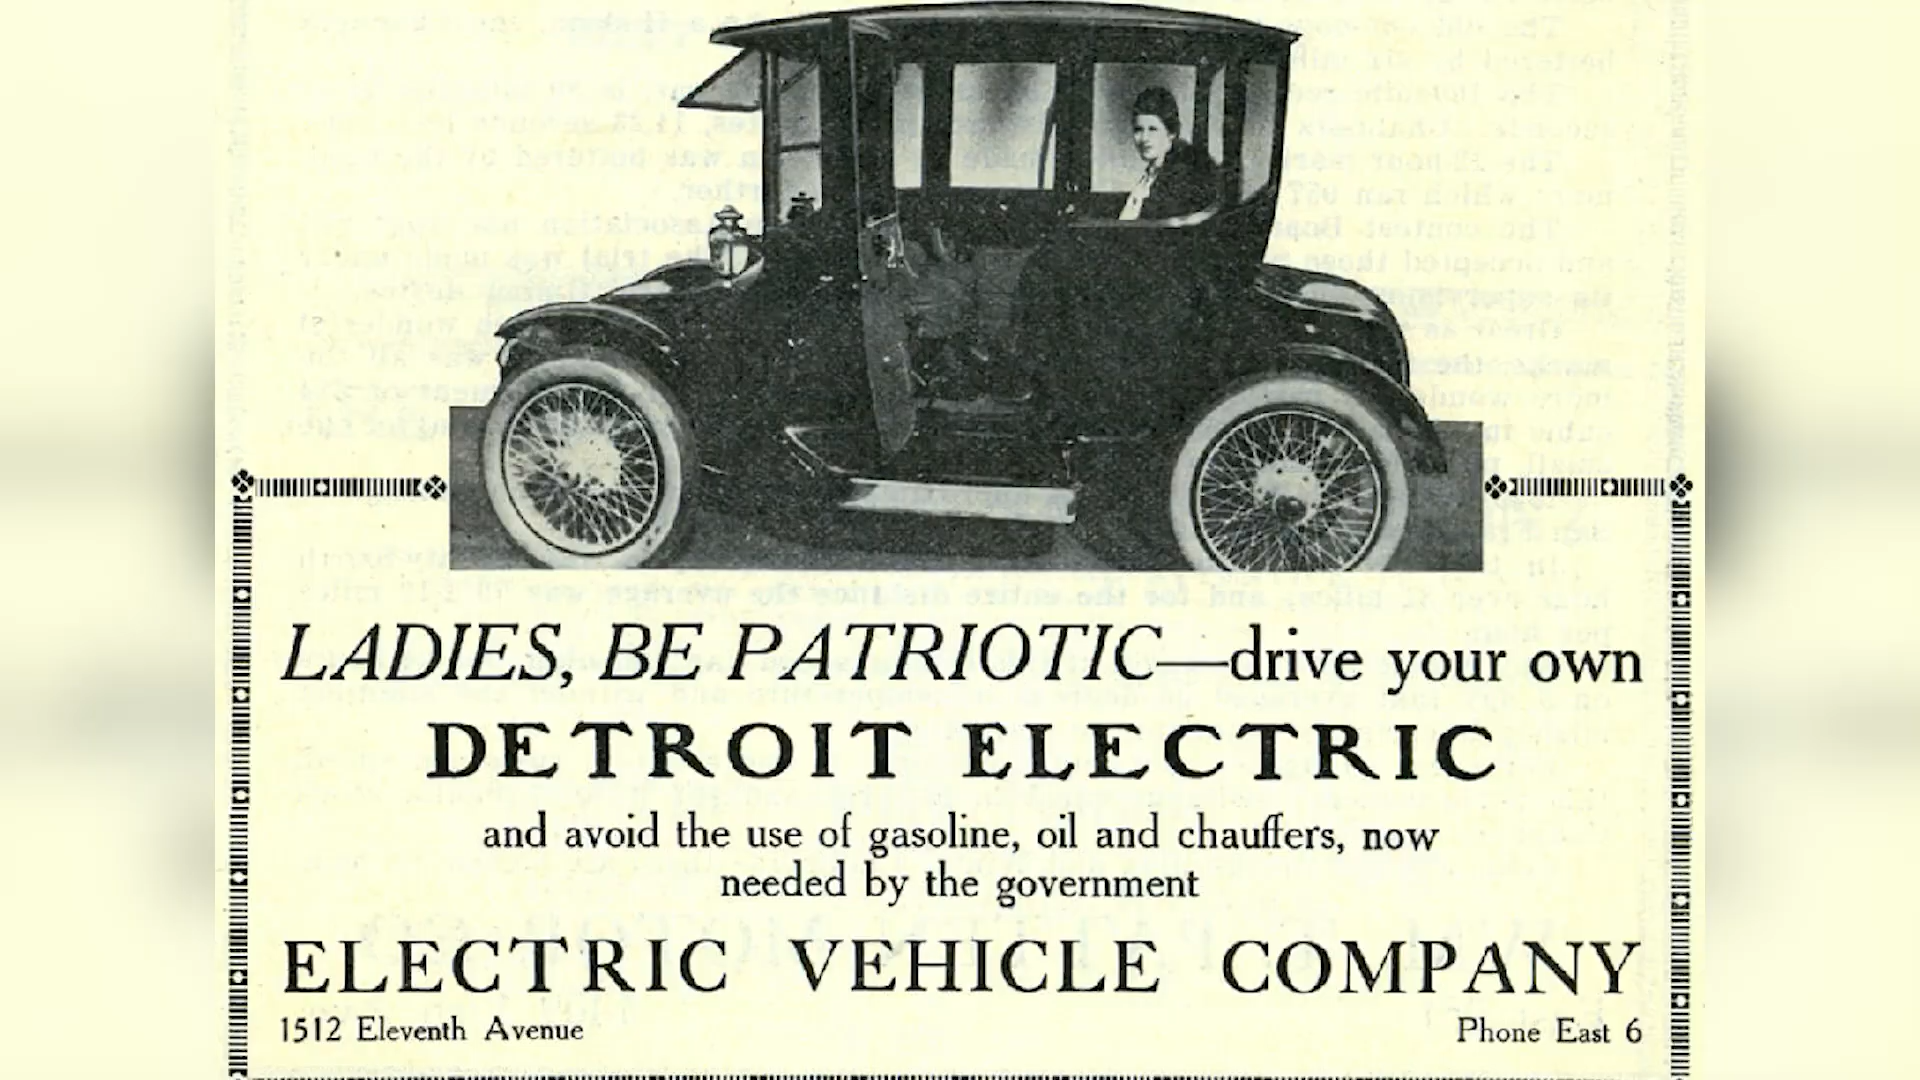 LADIES, BE PATRIOTIC—drive your own
DETROIT ELECTRIC
and avoid the use of gasoline, oil and chauffers, now
needed by the government
ELECTRIC VEHICLE COMPANY
1512 Eleventh Avenue
Phone East 6